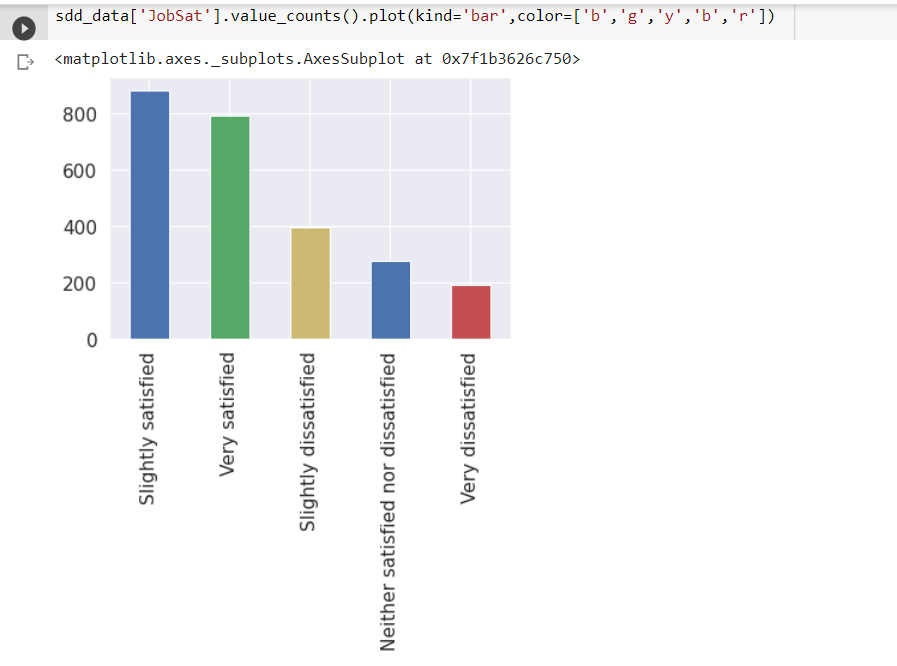 sdd_data['JobSat'].value_counts().plot(kind='bar',color=['b','g','y','b','r'])
<matplotlib.axes._subplots.AxesSubplot at 0x7f1b3626c750>
800
600
400
200
0
Slightly satisfied
Very satisfied
Slightly dissatisfied
Neither satisfied nor dissatisfied
Very dissatisfied